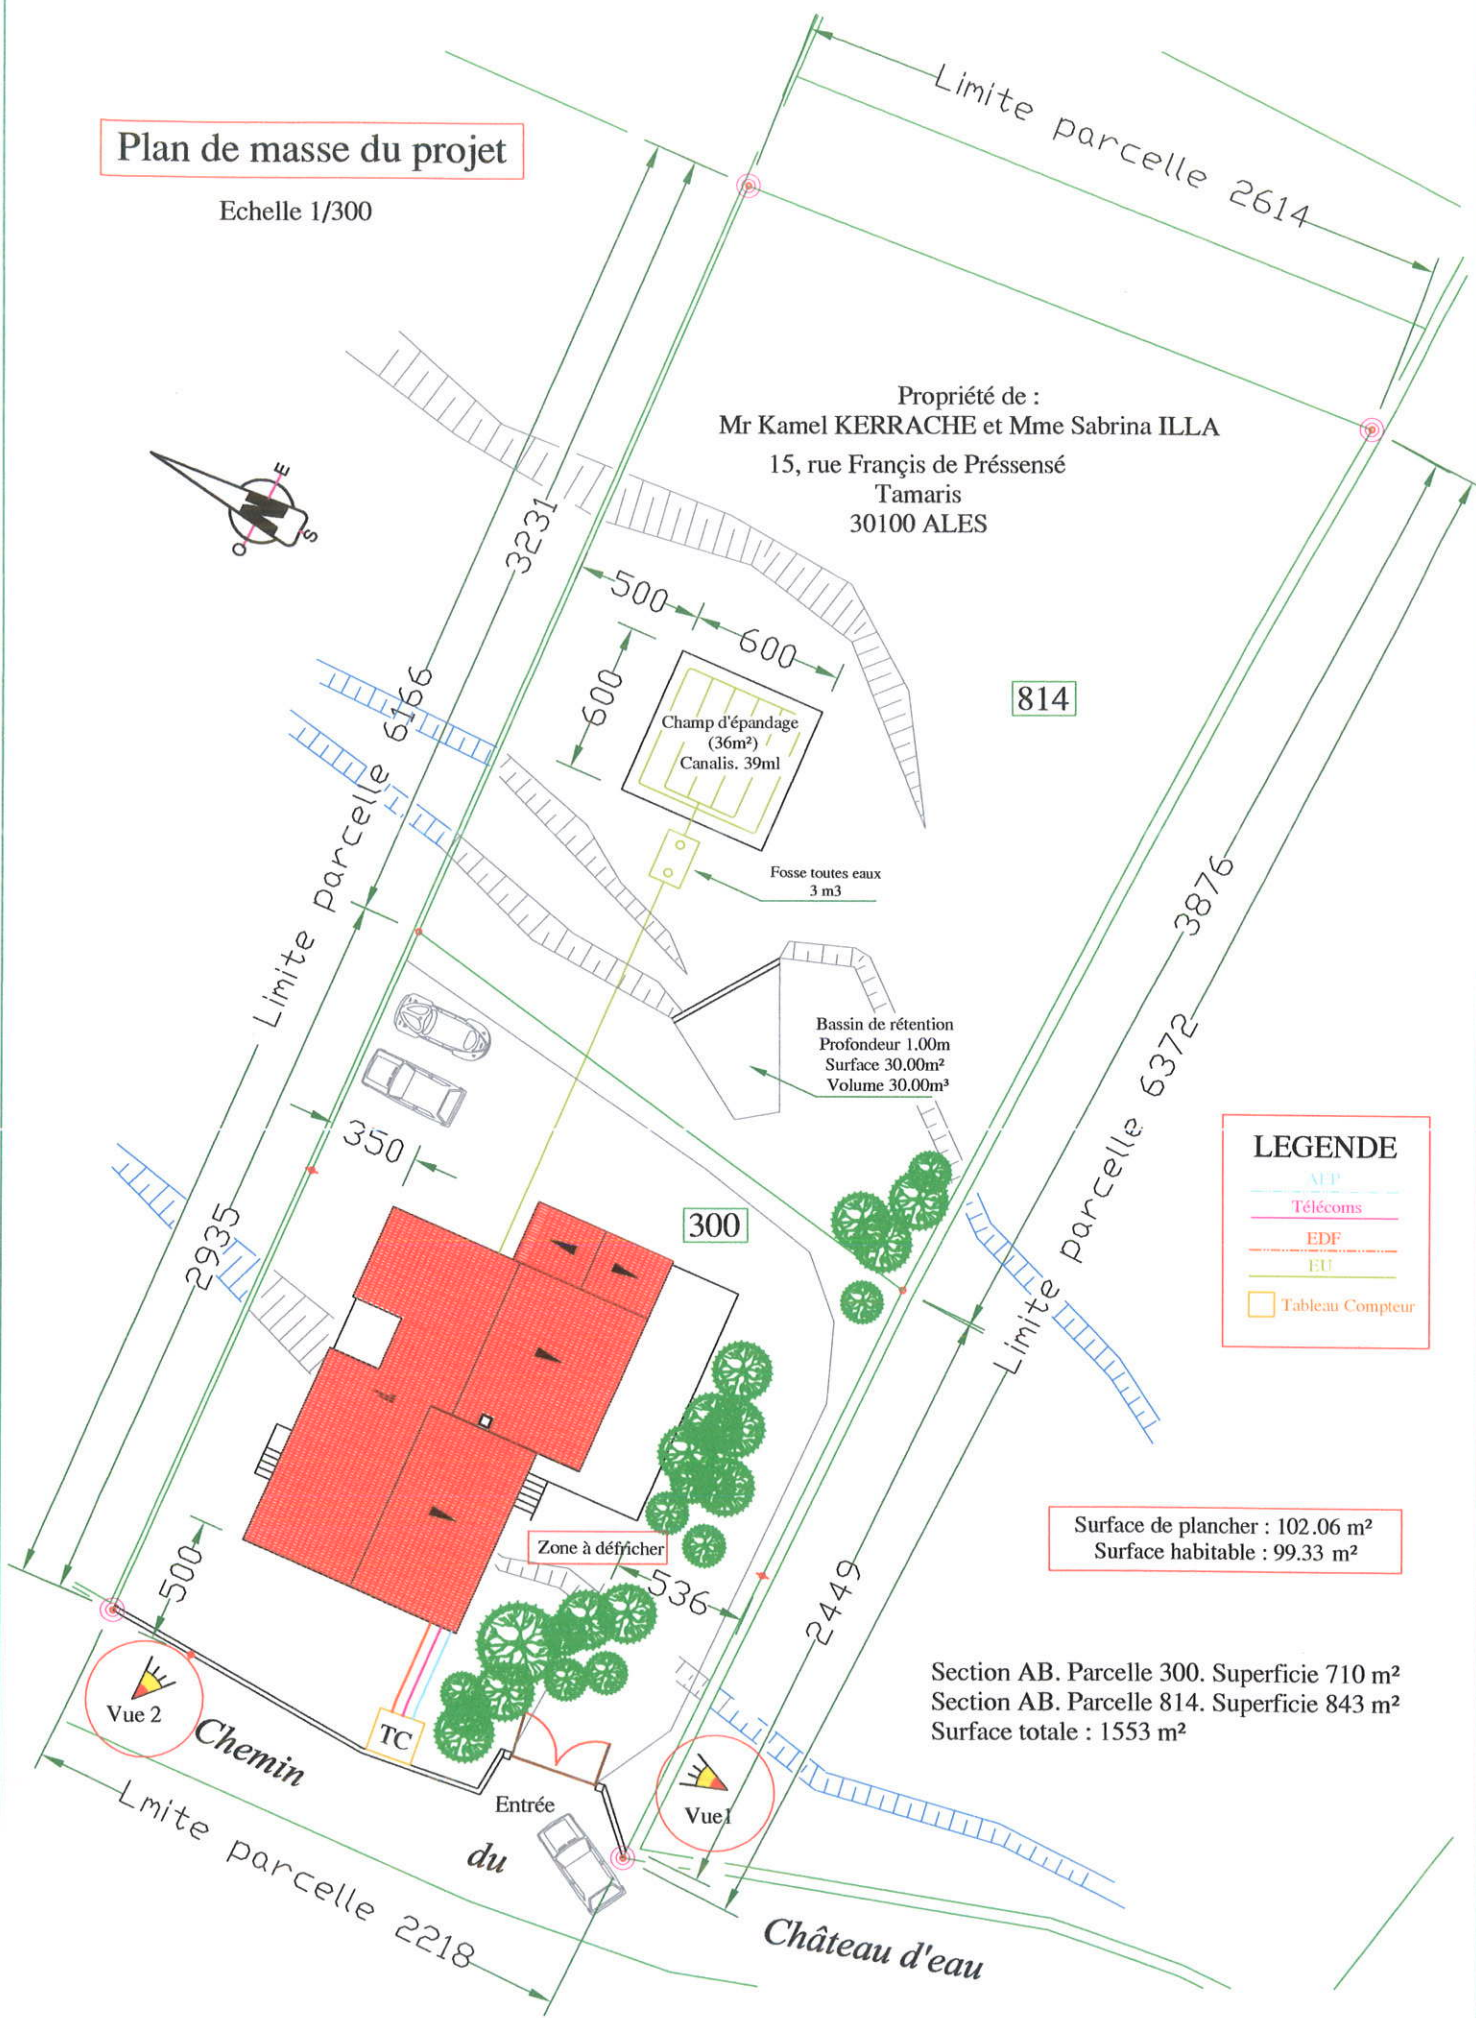 Plan de masse du projet
Echelle 1/300
Limite parcelle 2614
Propriété de :
Mr Kamel KERRACHE et Mme Sabrina ILLA
15, rue Françis de Préssensé
Tamaris
30100 ALES
N
E
S
O
3231
500
600
600
Limite parcelle 6166
814
Champ d'épandage
(36m²)
Canalis. 39ml
Fosse toutes eaux
3 m3
3876
Bassin de rétention
Profondeur 1.00m
Surface 30.00m²
Volume 30.00m³
Limite parcelle 6372
350
2935
300
LEGENDE
AEP
Télécoms
EDF
EU
Tableau Compteur
Zone à défricher
500
536
2449
Surface de plancher : 102.06 m²
Surface habitable : 99.33 m²
Section AB. Parcelle 300. Superficie 710 m²
Section AB. Parcelle 814. Superficie 843 m²
Surface totale : 1553 m²
Vue 2
TC
Entrée
Vue1
Chemin
du
Château d'eau
Lmite parcelle 2218